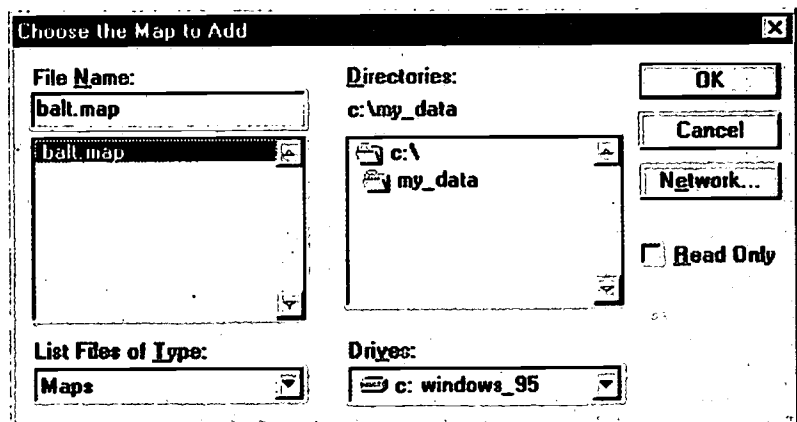 Choose the Map to Add
File Name:
balt.map
balt.map
Directories:
c:\my_data
c:\
my_data
OK
Cancel
Network...
Read Only
List Files of Type:
Maps
Drives:
c: windows_95